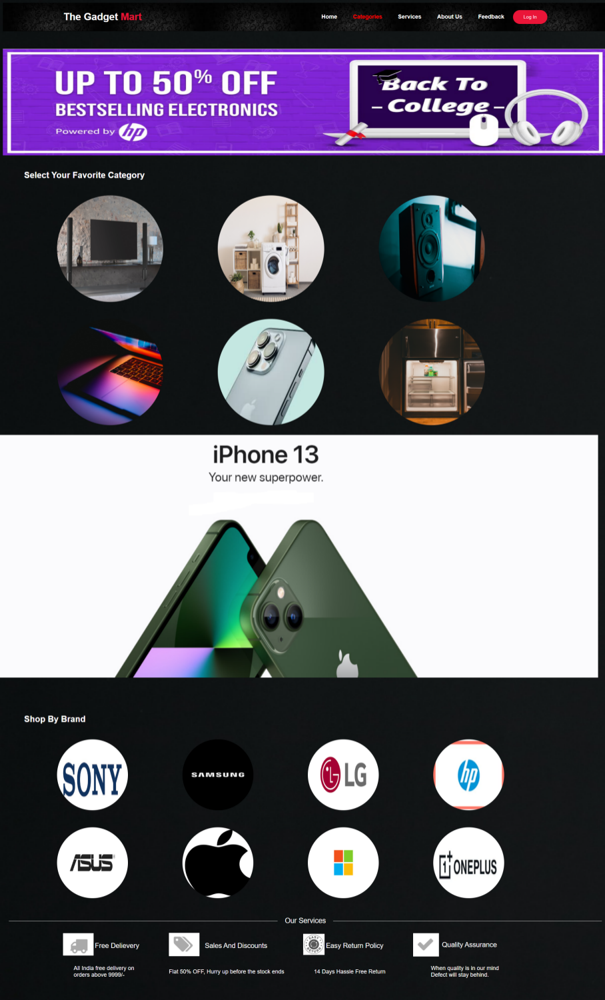 The Gadget Mart
Home Categories Services About Us Feedback Log In
UP TO 50% OFF
BESTSELLING ELECTRONICS
Powered by hp
Back To
– College –
Select Your Favorite Category
iPhone 13
Your new superpower.
Shop By Brand
SONY
SAMSUNG
LG
hp
ASUS
ONEPLUS
Our Services
Free Delievery
Sales And Discounts
EASY RETURN
Easy Return Policy
Quality Assurance
All India free delivery on
orders above 9999/-
Flat 50% OFF, Hurry up before the stock ends
14 Days Hassle Free Return
When quality is in our mind
Defect will stay behind.